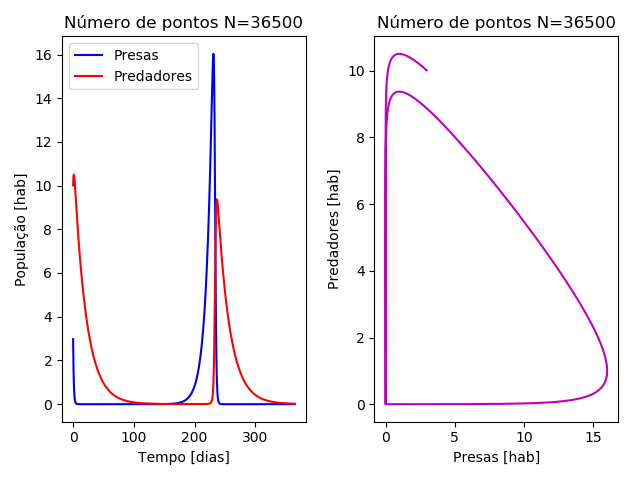 Número de pontos N=36500
Presas
Predadores
População [hab]
16
14
12
10
8
6
4
2
0
0
100
200
300
Tempo [dias]
Número de pontos N=36500
Predadores [hab]
10
8
6
4
2
0
0
5
10
15
Presas [hab]